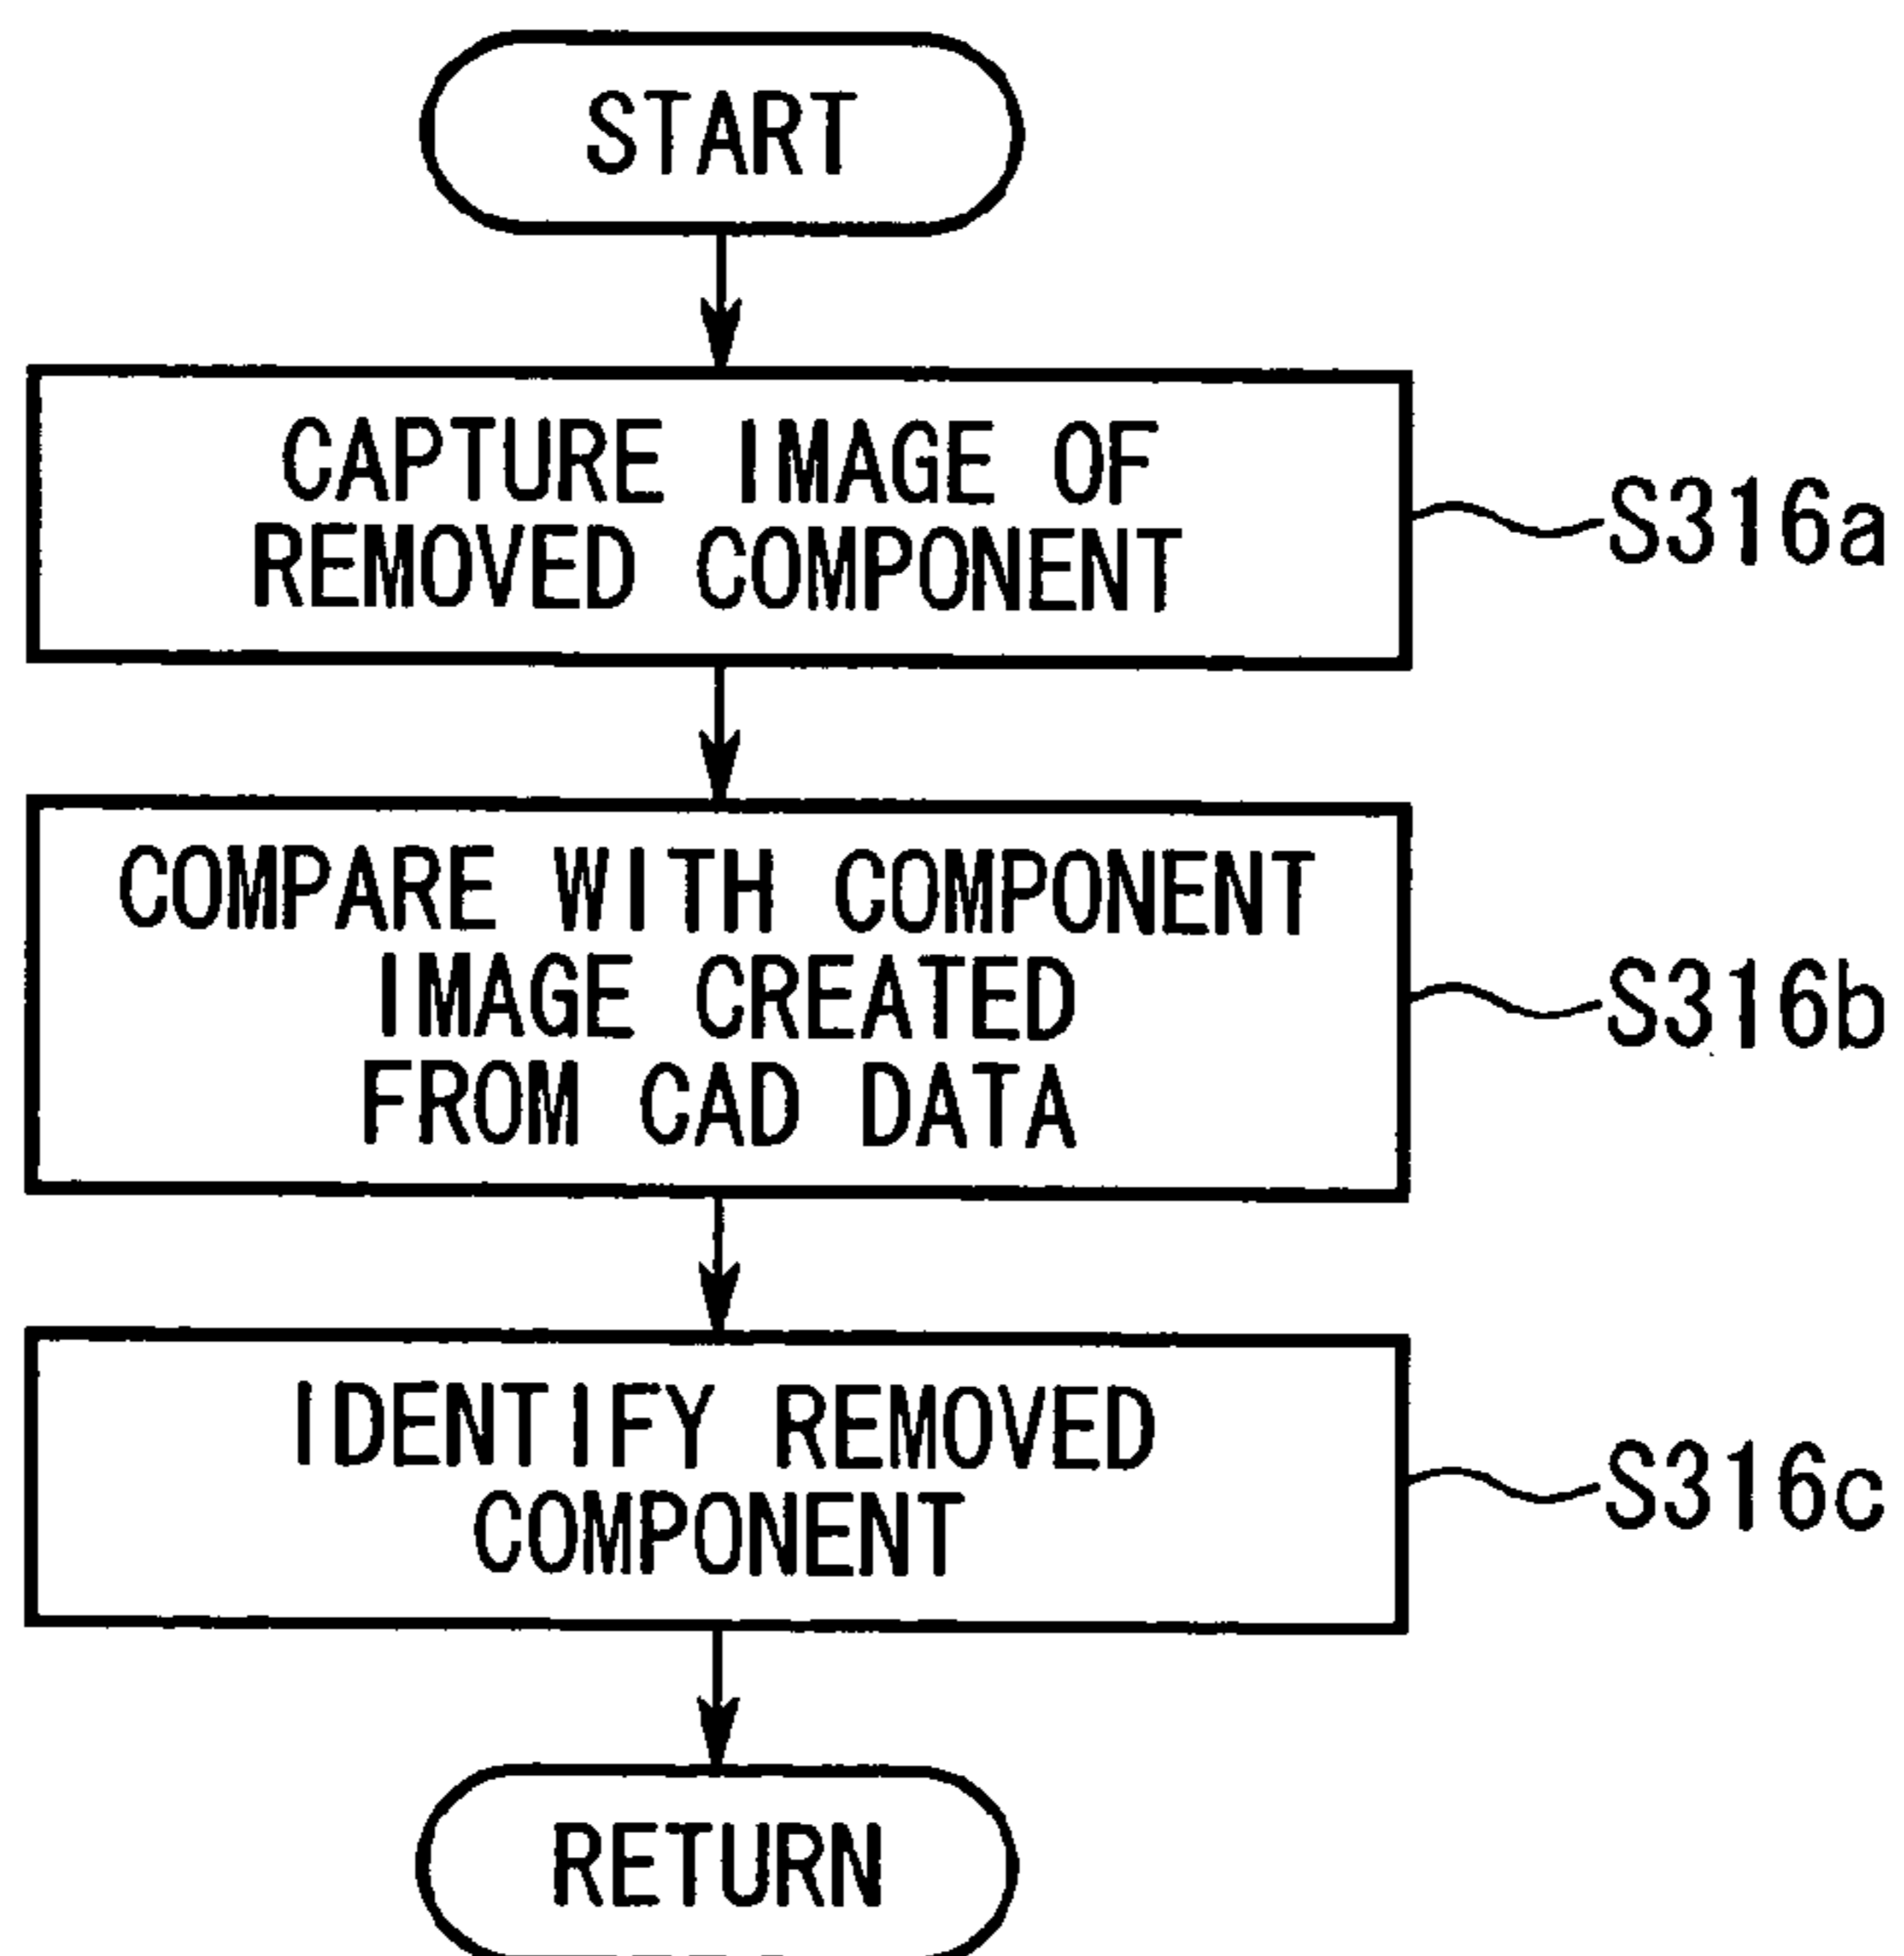 START
CAPTURE IMAGE OF
REMOVED COMPONENT
S316a
COMPARE WITH COMPONENT
IMAGE CREATED
FROM CAD DATA
S316b
IDENTIFY REMOVED
COMPONENT
S316c
RETURN